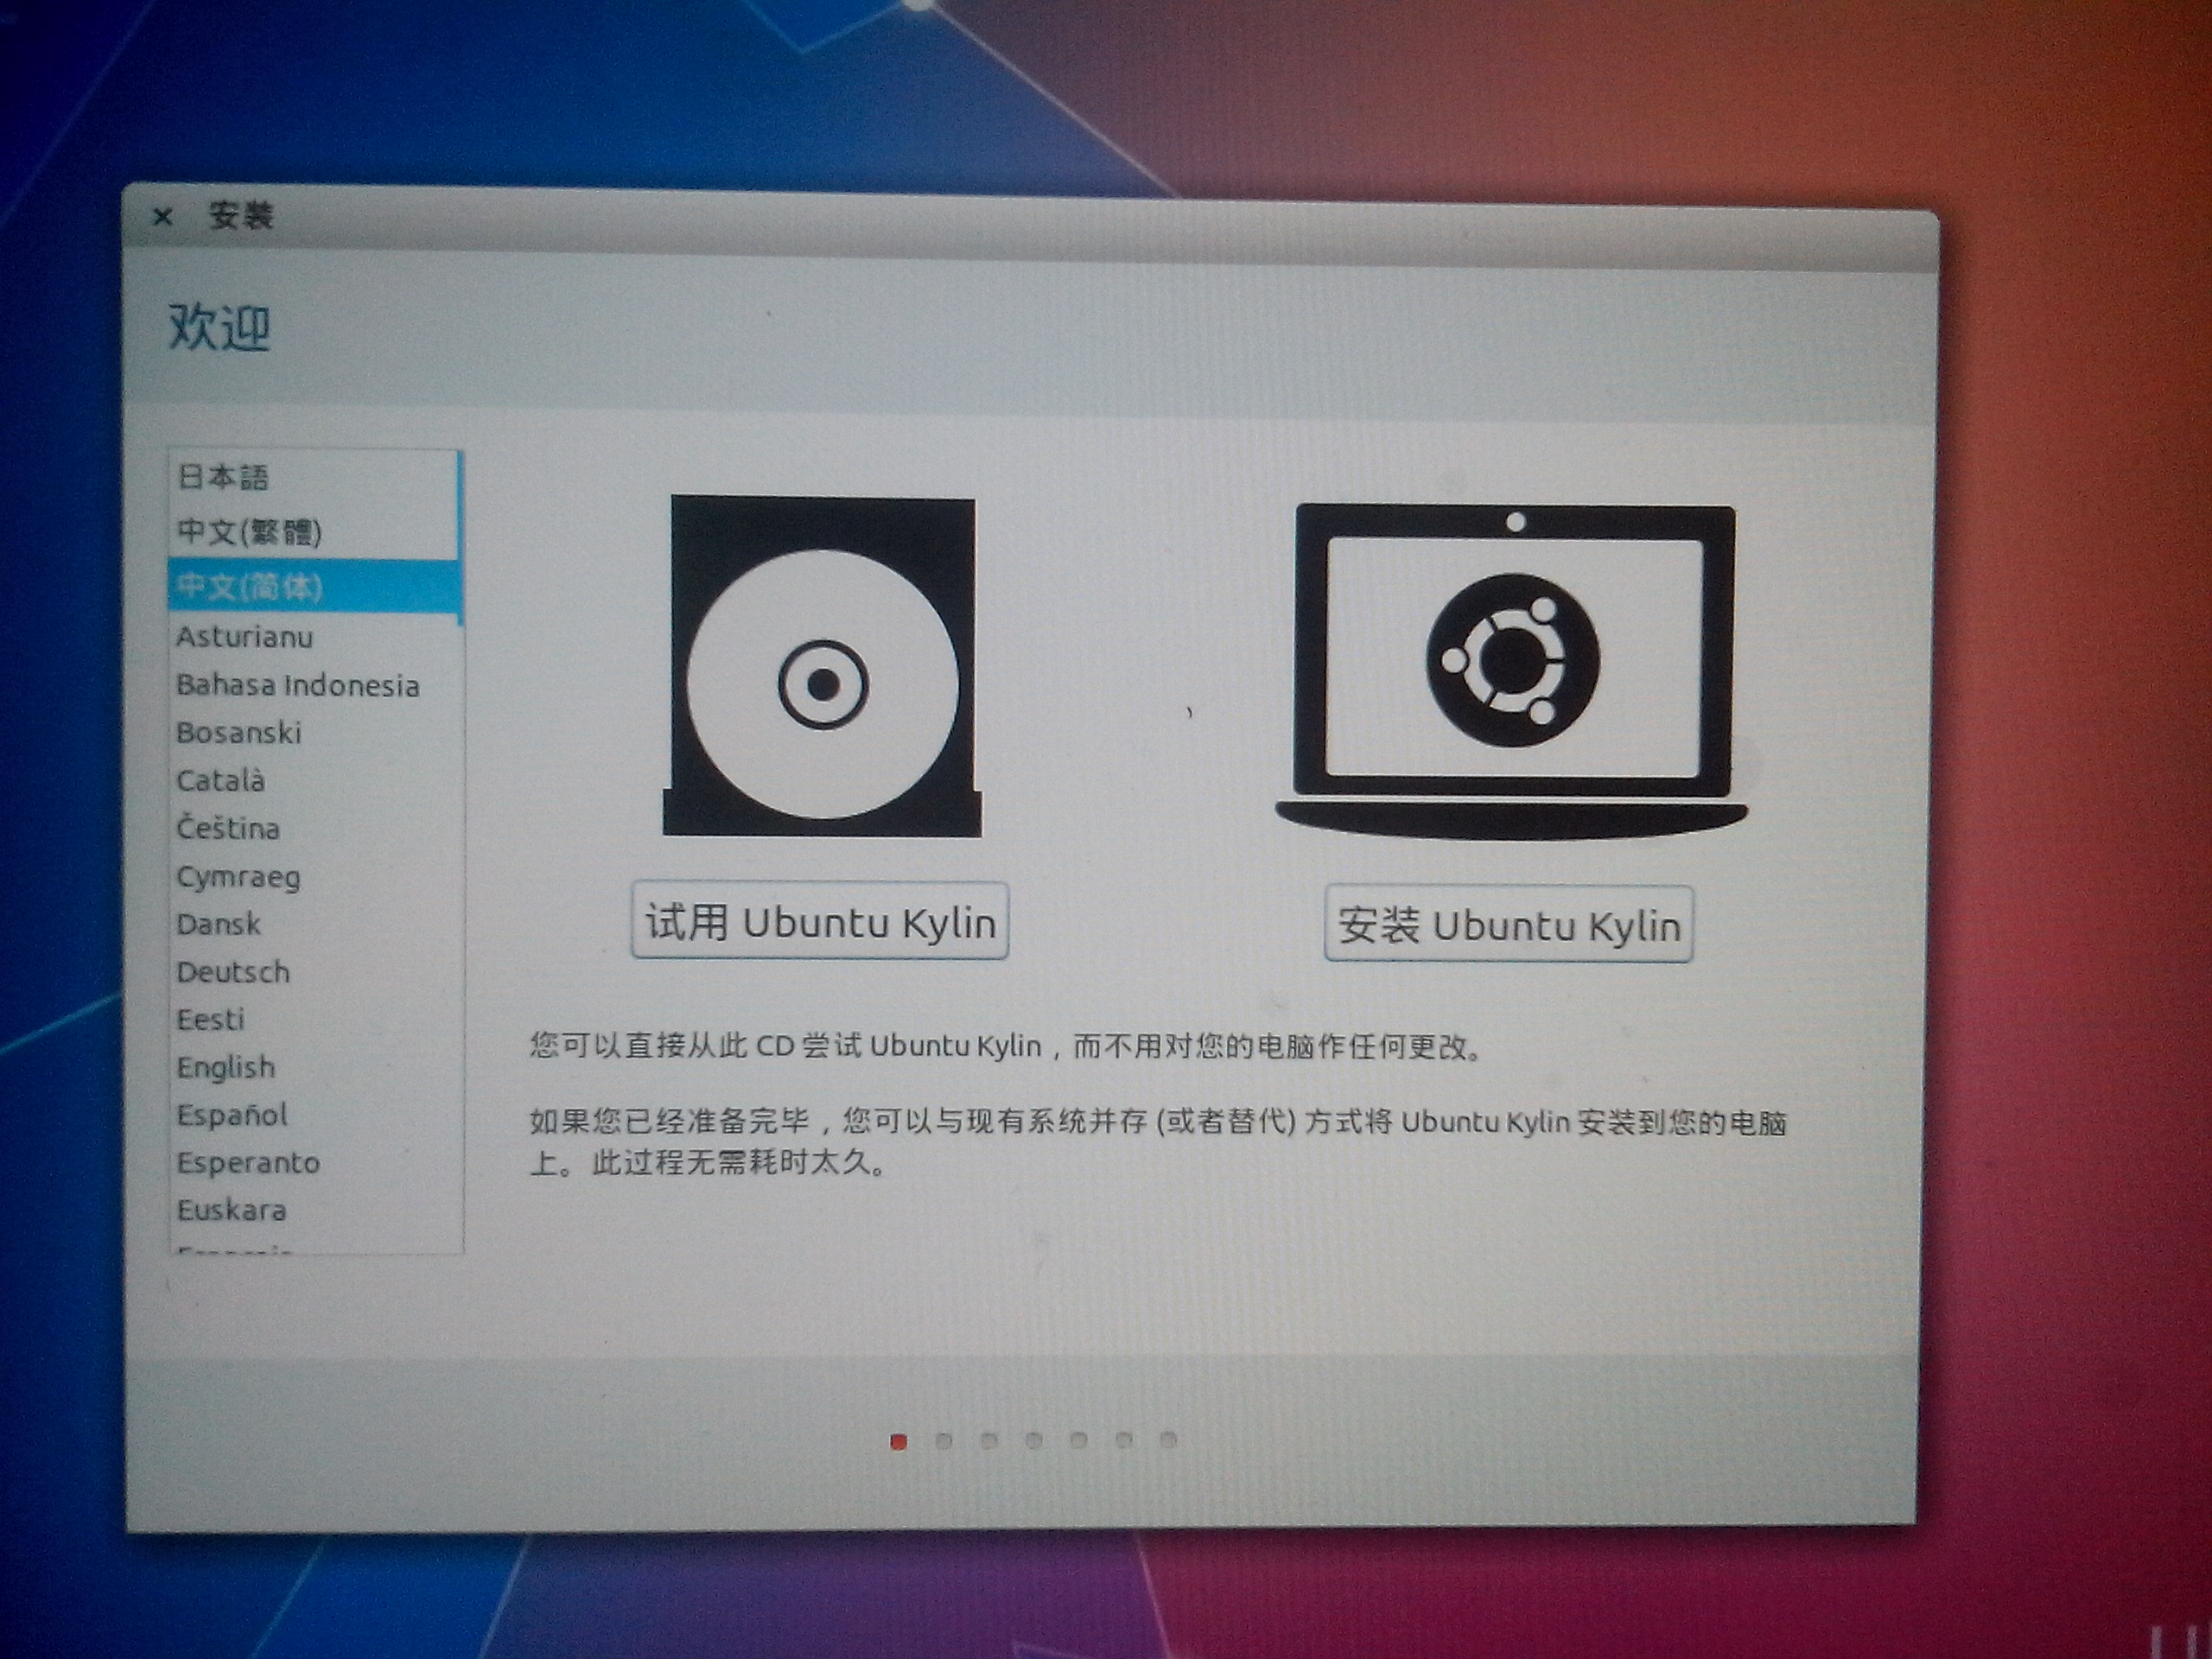 安装
欢迎
日本語
中文(繁體)
中文(简体)
Asturianu
Bahasa Indonesia
Bosanski
Català
Čeština
Cymraeg
Dansk
Deutsch
Eesti
English
Español
Esperanto
Euskara
试用 Ubuntu Kylin
安装 Ubuntu Kylin
您可以直接从此 CD 尝试 Ubuntu Kylin，而不用对您的电脑作任何更改。
如果您已经准备完毕，您可以与现有系统并存 (或者替代) 方式将 Ubuntu Kylin 安装到您的电脑
上。此过程无需耗时太久。